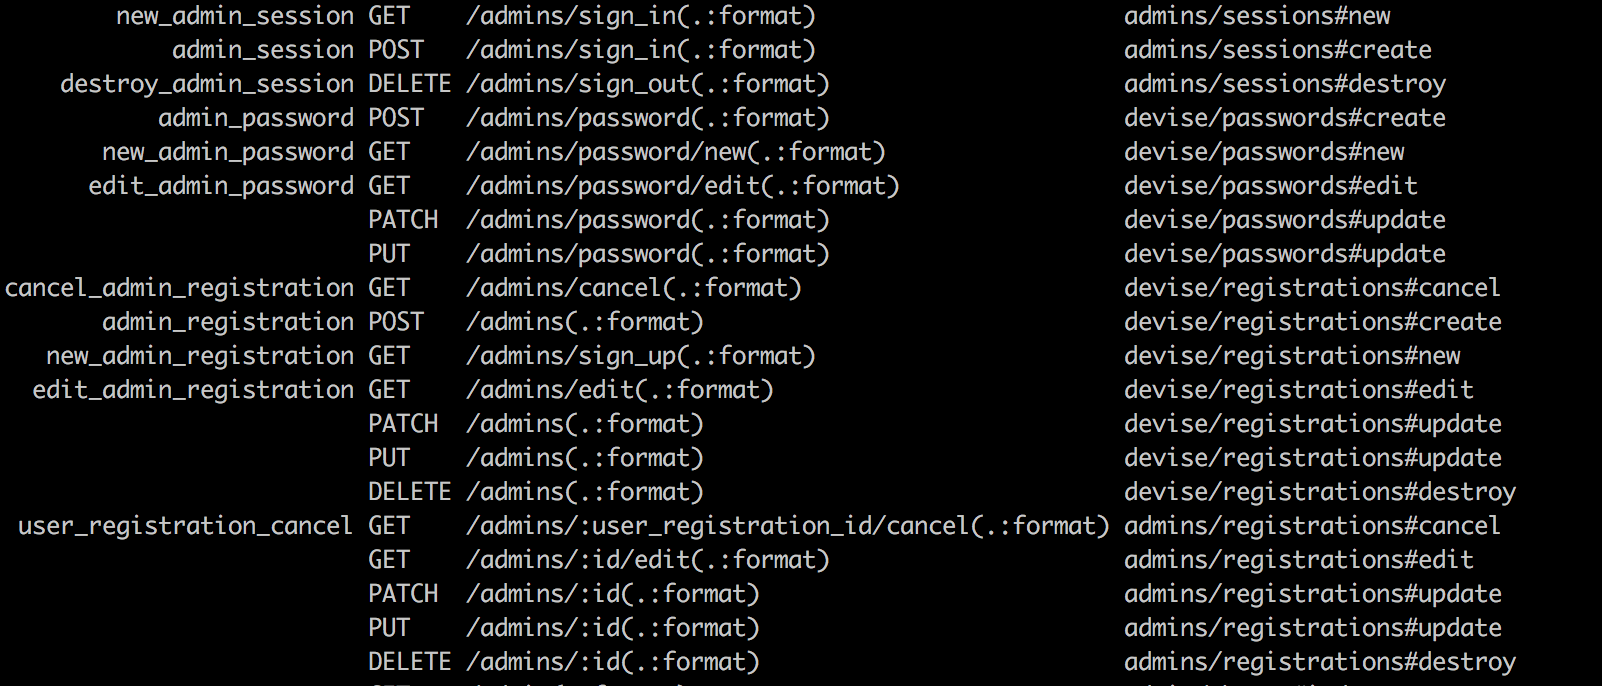 new_admin_session GET /admins/sign_in(.:format) admins/sessions#new
admin_session POST /admins/sign_in(.:format) admins/sessions#create
destroy_admin_session DELETE /admins/sign_out(.:format) admins/sessions#destroy
admin_password POST /admins/password(.:format) devise/passwords#create
new_admin_password GET /admins/password/new(.:format) devise/passwords#new
edit_admin_password GET /admins/password/edit(.:format) devise/passwords#edit
PATCH /admins/password(.:format) devise/passwords#update
PUT /admins/password(.:format) devise/passwords#update
cancel_admin_registration GET /admins/cancel(.:format) devise/registrations#cancel
admin_registration POST /admins(.:format) devise/registrations#create
new_admin_registration GET /admins/sign_up(.:format) devise/registrations#new
edit_admin_registration GET /admins/edit(.:format) devise/registrations#edit
PATCH /admins(.:format) devise/registrations#update
PUT /admins(.:format) devise/registrations#update
DELETE /admins(.:format) devise/registrations#destroy
user_registration_cancel GET /admins/:user_registration_id/cancel(.:format) admins/registrations#cancel
GET /admins/:id/edit(.:format) admins/registrations#edit
PATCH /admins/:id(.:format) admins/registrations#update
PUT /admins/:id(.:format) admins/registrations#update
DELETE /admins/:id(.:format) admins/registrations#destroy